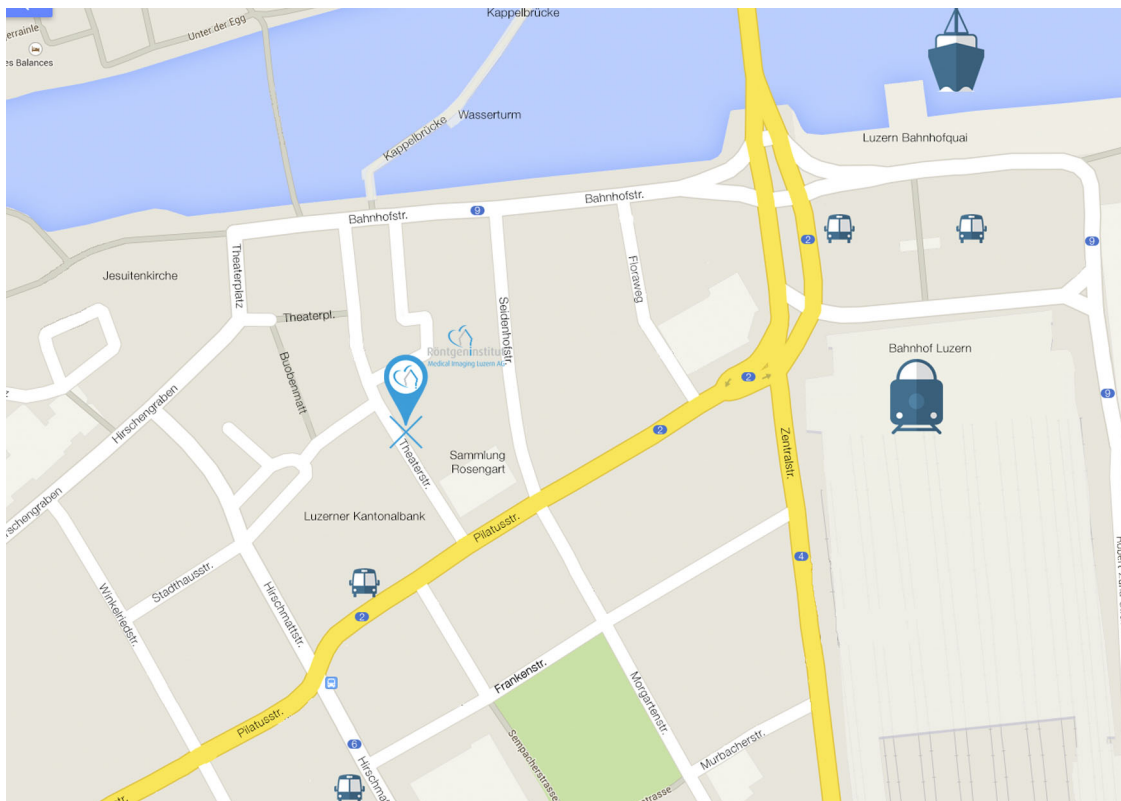 Kappelbrücke
Unter der Egg
es Balances
Wasserturm
Kappelbrücke
Luzern Bahnhofquai
Bahnhofstr.
9
Bahnhofstr.
Theaterplatz
Jesuitenkirche
2
9
Floraweg
Seidenhofstr.
Theaterpl.
Röntgeninstitut
Medical Imaging Luzern AG
Bahnhof Luzern
Buobenmatt
2
9
Hirschengraben
2
Zentralstr.
Theaterstr.
Sammlung
Rosengart
Luzerner Kantonalbank
Pilatusstr.
4
Stadthausstr.
Winkelriedstr.
Hirschmattstr.
2
Frankenstr.
Morgartenstr.
Pilatusstr.
6
Hirschmattstr.
Sempacherstrasse
Murbacherstr.